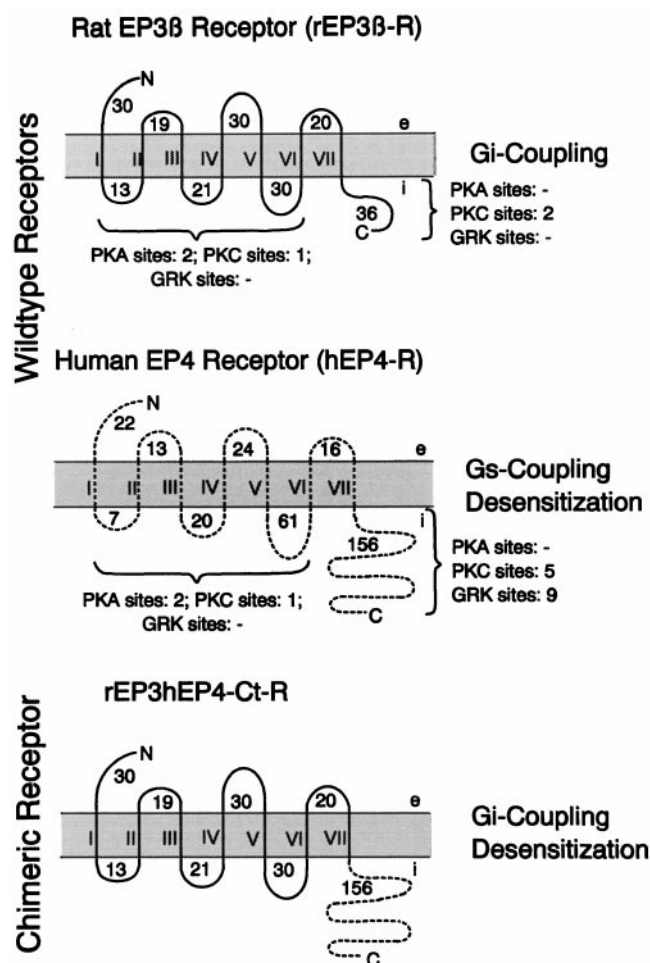 Wildtype Receptors
Rat EP3ß Receptor (rEP3ß-R)
N
30
19
30
20
e
I II III IV V VI VII
Gi-Coupling
13
21
30
i
36
C
PKA sites: -
PKC sites: 2
GRK sites: -
PKA sites: 2; PKC sites: 1;
GRK sites: -
Human EP4 Receptor (hEP4-R)
N
22
13
24
16
e
I II III IV V VI VII
Gs-Coupling
Desensitization
7
20
61
i
156
C
PKA sites: -
PKC sites: 5
GRK sites: 9
PKA sites: 2; PKC sites: 1;
GRK sites: -
Chimeric Receptor
rEP3hEP4-Ct-R
N
30
19
30
20
e
I II III IV V VI VII
Gi-Coupling
Desensitization
13
21
30
i
156
C